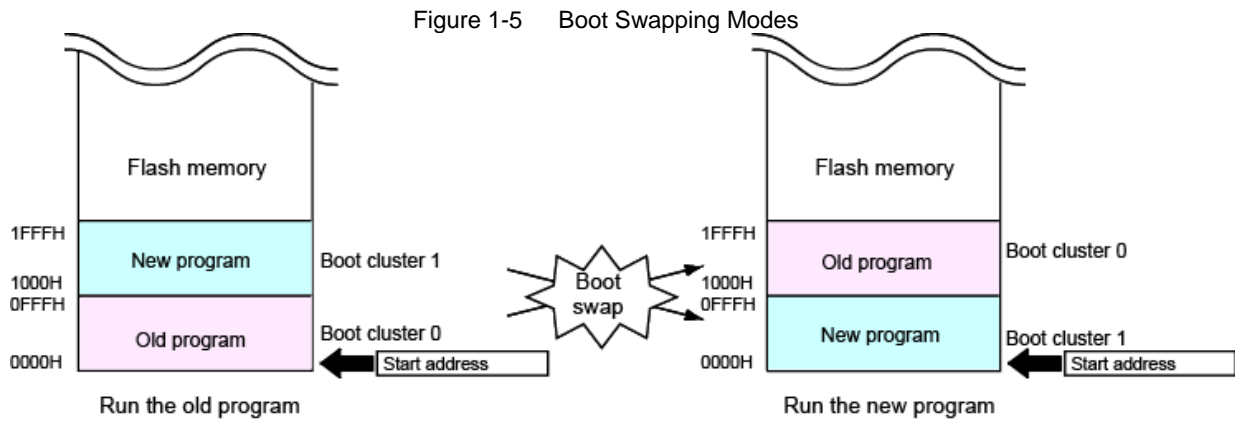 Figure 1-5 Boot Swapping Modes
Flash memory
1FFFH
New program
Boot cluster 1
1000H
0FFFH
Old program
Boot cluster 0
0000H
Start address
Run the old program
Boot
swap
Flash memory
1FFFH
Old program
Boot cluster 0
1000H
0FFFH
New program
Boot cluster 1
0000H
Start address
Run the new program